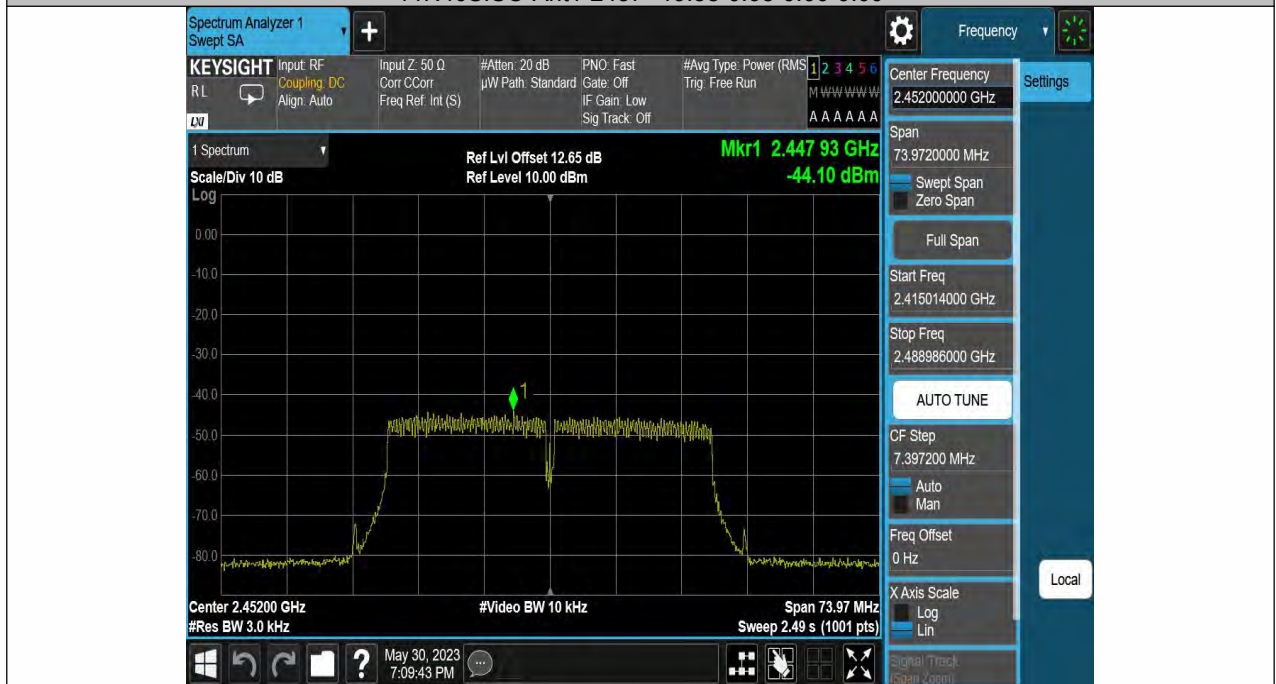 Spectrum Analyzer 1
Swept SA
+
Frequency
KEYSIGHT
RL
LXI
Input: RF
Coupling: DC
Align: Auto
Input Z: 50 Ω
Corr CCorr
Freq Ref: Int (S)
#Atten: 20 dB
µW Path: Standard
PNO: Fast
Gate: Off
IF Gain: Low
Sig Track: Off
#Avg Type: Power (RMS
Trig: Free Run
1 2 3 4 5 6
M W W W W W
A A A A A A
1 Spectrum
Scale/Div 10 dB
Log
Ref Lvl Offset 12.65 dB
Ref Level 10.00 dBm
Mkr1 2.447 93 GHz
-44.10 dBm
0.00
-10.0
-20.0
-30.0
-40.0
-50.0
-60.0
-70.0
-80.0
1
Center 2.45200 GHz
#Res BW 3.0 kHz
#Video BW 10 kHz
Span 73.97 MHz
Sweep 2.49 s (1001 pts)
Center Frequency
2.452000000 GHz
Settings
Span
73.9720000 MHz
Swept Span
Zero Span
Full Span
Start Freq
2.415014000 GHz
Stop Freq
2.488986000 GHz
AUTO TUNE
CF Step
7.397200 MHz
Auto
Man
Freq Offset
0 Hz
Local
X Axis Scale
Log
Lin
Signal Track
(Span Zoom)
?
May 30, 2023
7:09:43 PM